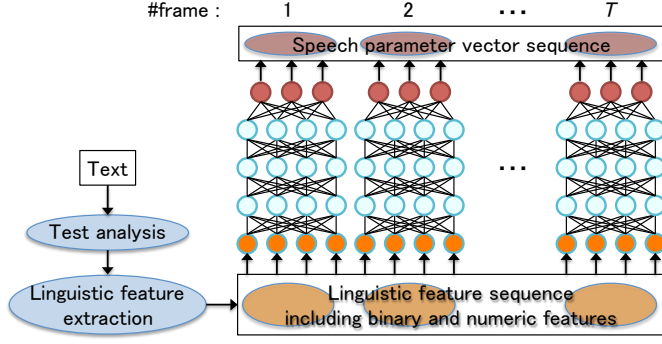 #frame : 1 2 ... T
Speech parameter vector sequence
...
Text
Test analysis
Linguistic feature
extraction
Linguistic feature sequence
including binary and numeric features